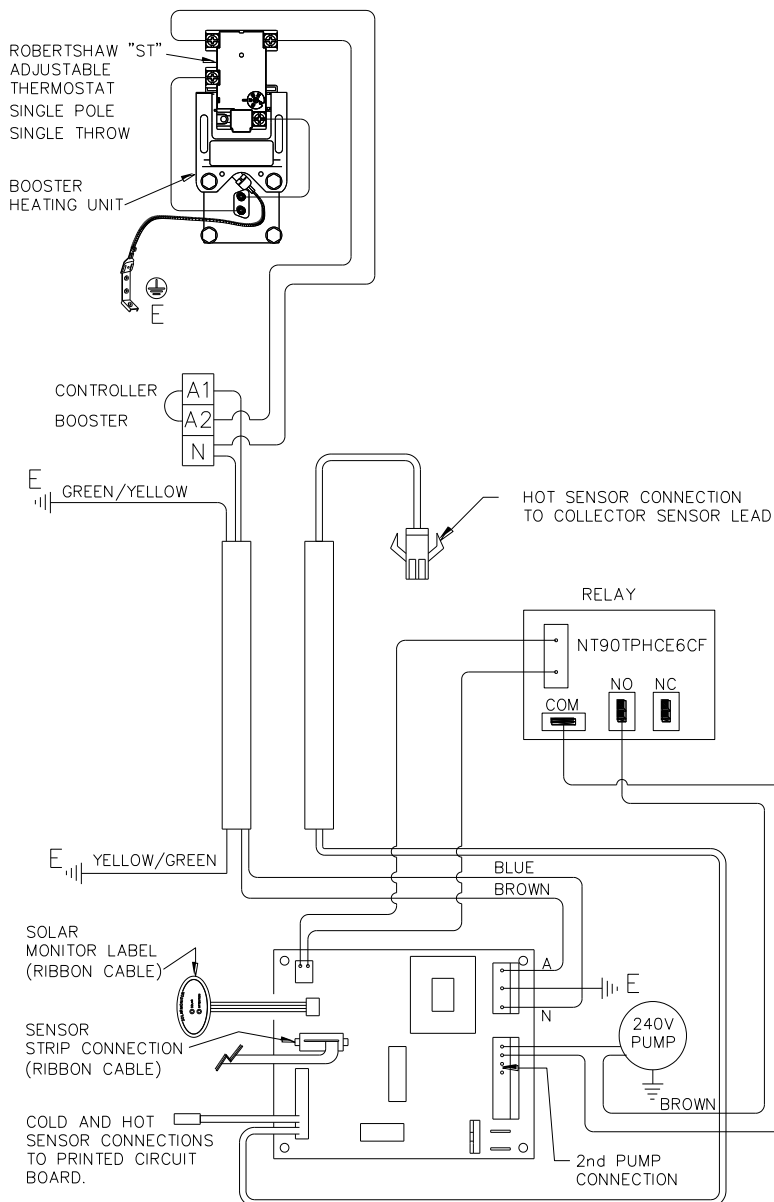 ROBERTSHAW "ST"
ADJUSTABLE
THERMOSTAT
SINGLE POLE
SINGLE THROW
BOOSTER
HEATING UNIT
E
CONTROLLER
A1
BOOSTER
A2
N
E
GREEN/YELLOW
HOT SENSOR CONNECTION
TO COLLECTOR SENSOR LEAD
RELAY
NT90TPHCE6CF
COM
NO
NC
E
YELLOW/GREEN
BLUE
BROWN
SOLAR
MONITOR LABEL
(RIBBON CABLE)
A
E
N
SENSOR
STRIP CONNECTION
(RIBBON CABLE)
240V
PUMP
BROWN
COLD AND HOT
SENSOR CONNECTIONS
TO PRINTED CIRCUIT
BOARD.
2nd PUMP
CONNECTION